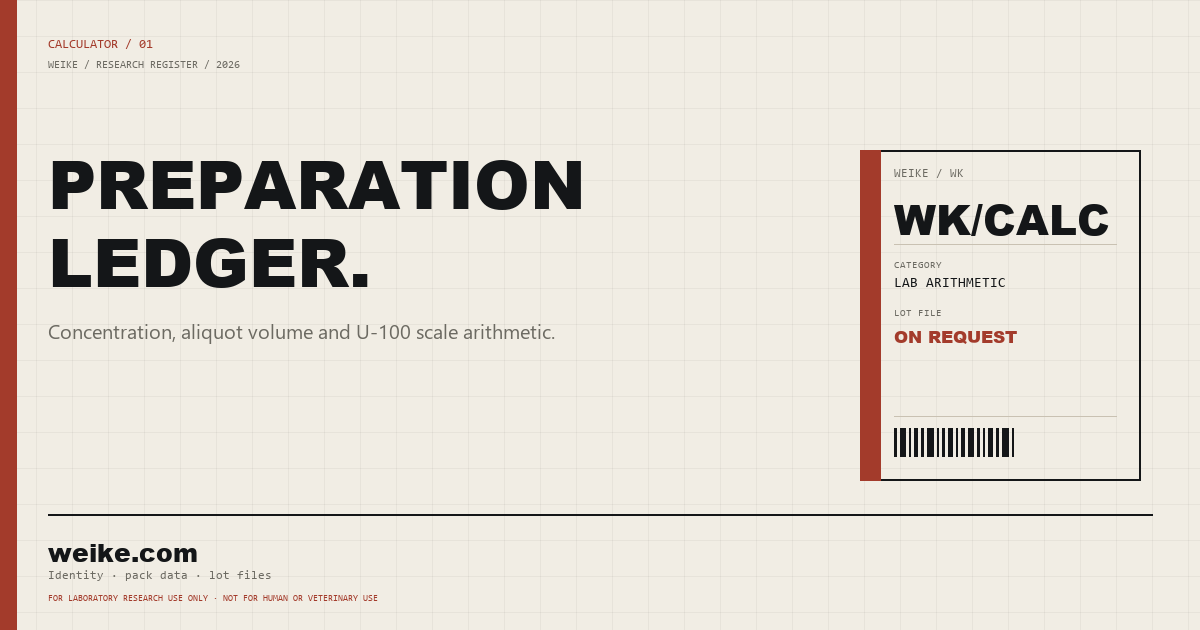 CALCULATOR / 01
WEIKE / RESEARCH REGISTER / 2026
PREPARATION
LEDGER.
Concentration, aliquot volume and U-100 scale arithmetic.
WEIKE / WK
WK/CALC
CATEGORY
LAB ARITHMETIC
LOT FILE
ON REQUEST
weike.com
Identity · pack data · lot files
FOR LABORATORY RESEARCH USE ONLY · NOT FOR HUMAN OR VETERINARY USE